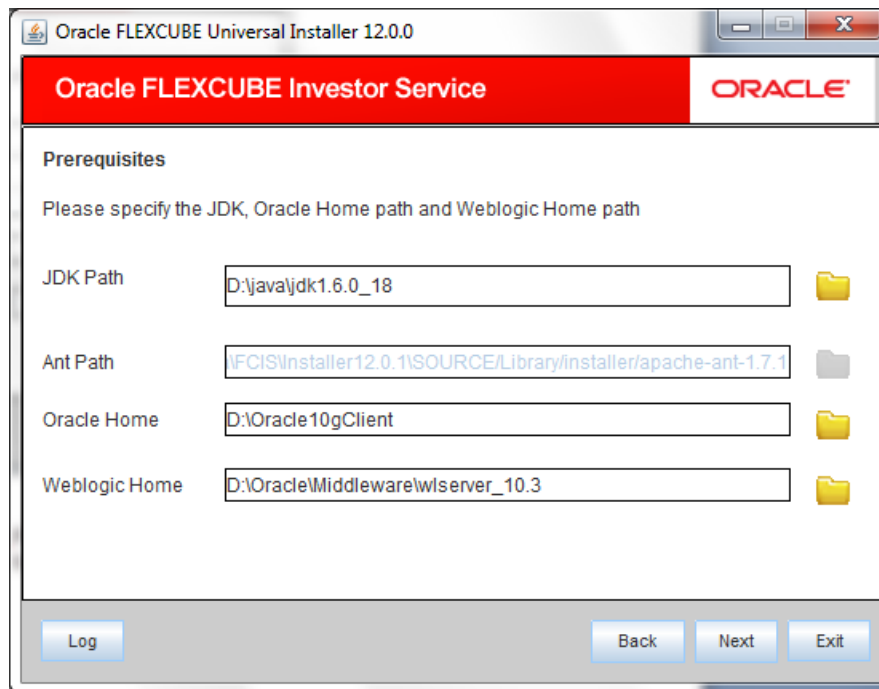 Oracle FLEXCUBE Universal Installer 12.0.0
Oracle FLEXCUBE Investor Service
ORACLE
Prerequisites
Please specify the JDK, Oracle Home path and Weblogic Home path
JDK Path
D:\java\jdk1.6.0_18
Ant Path
\FCIS\Installer12.0.1\SOURCE/Library/installer/apache-ant-1.7.1
Oracle Home
D:\Oracle10gClient
Weblogic Home
D:\Oracle\Middleware\wlserver_10.3
Log
Back
Next
Exit